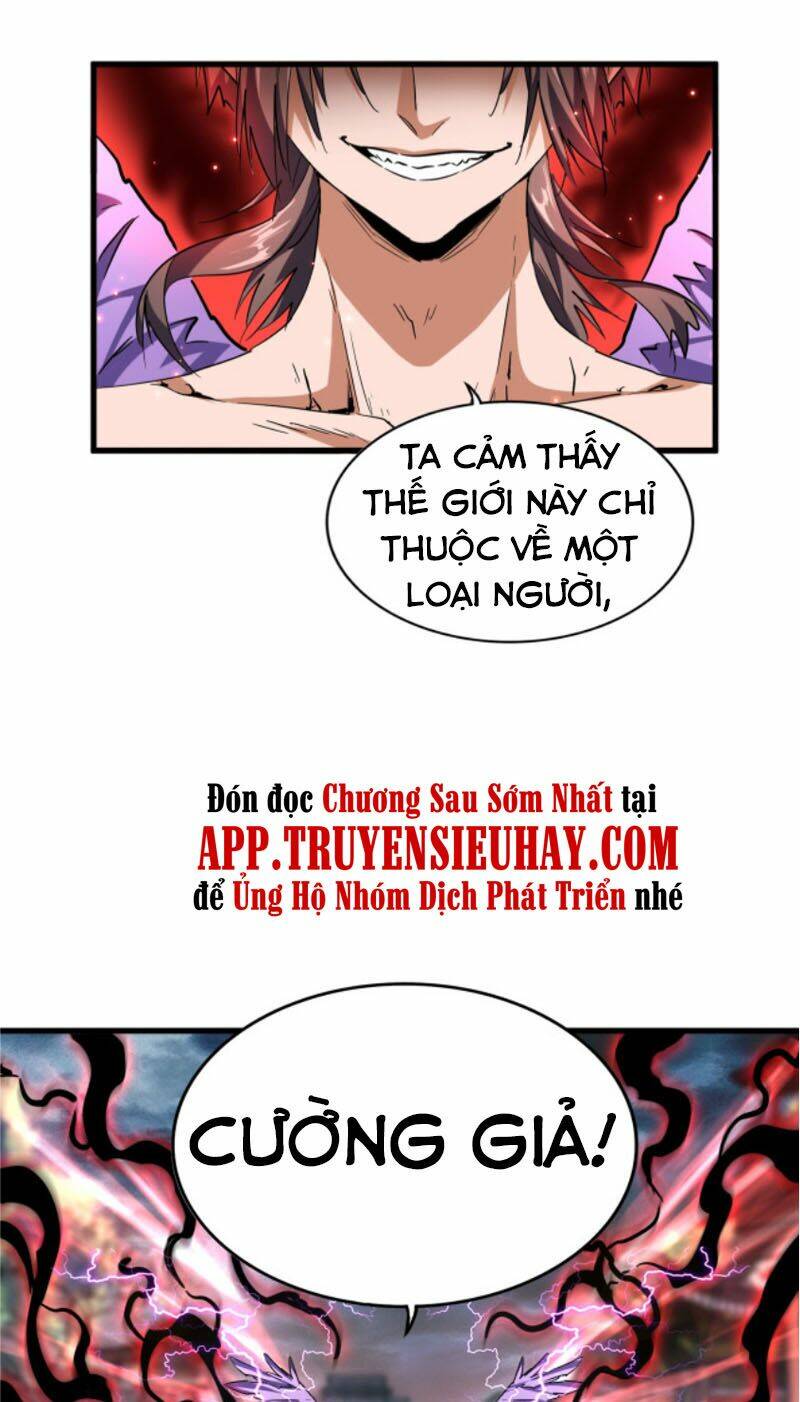 TA CẢM THẤY
THẾ GIỚI NÀY CHỈ
THUỘC VỀ MỘT
LOẠI NGƯỜI,
Đón đọc Chương Sau Sớm Nhất tại
APP.TRUYENSIEUHAY.COM
để Ủng Hộ Nhóm Dịch Phát Triển nhé
CƯỜNG GIẢ!